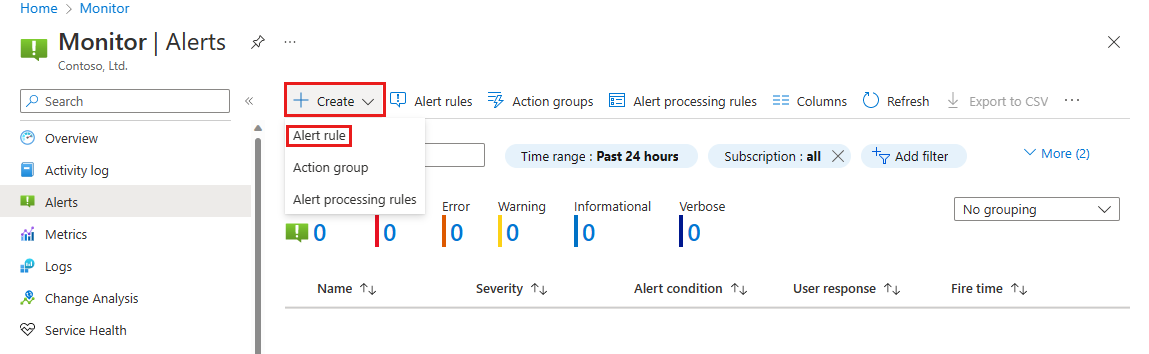 Home > Monitor
Monitor | Alerts
Contoso, Ltd.
Search
Overview
Activity log
Alerts
Metrics
Logs
Change Analysis
Service Health
Create Alert rules Action groups Alert processing rules Columns Refresh Export to CSV
Alert rule
Action group
Alert processing rules
Time range : Past 24 hours Subscription : all Add filter More (2)
Error Warning Informational Verbose
0 0 0 0 0 0
No grouping
Name Severity Alert condition User response Fire time